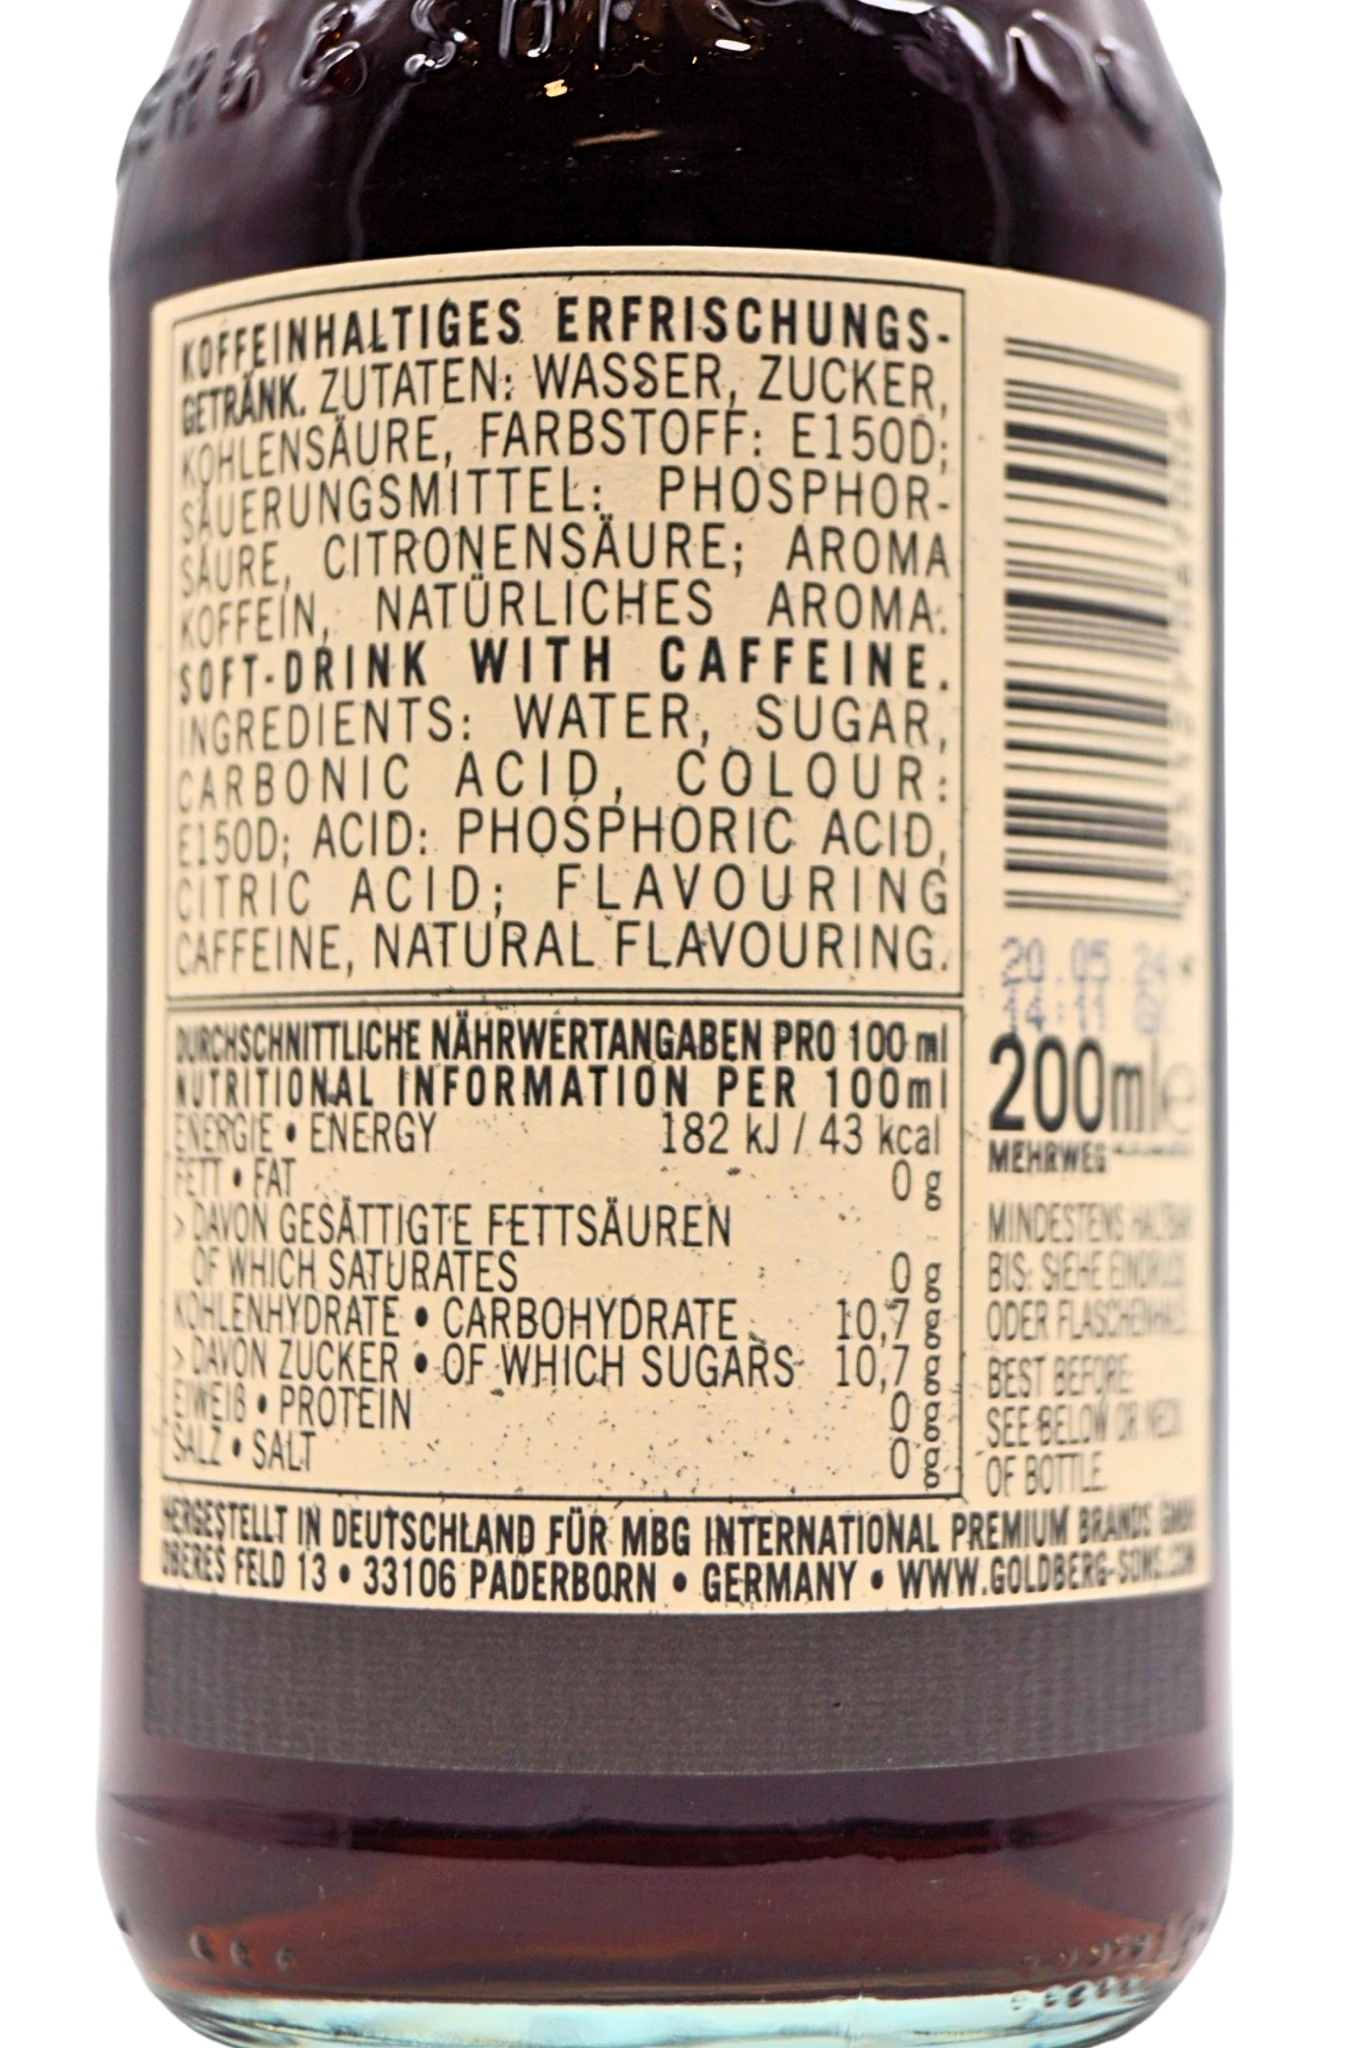 KOFFEINHALTIGES ERFRISCHUNGS-
GETRÄNK. ZUTATEN: WASSER, ZUCKER,
KOHLENSÄURE, FARBSTOFF: E150D;
SÄUERUNGSMITTEL: PHOSPHOR-
SÄURE, CITRONENSÄURE; AROMA
KOFFEIN, NATÜRLICHES AROMA.
SOFT-DRINK WITH CAFFEINE.
INGREDIENTS: WATER, SUGAR,
CARBONIC ACID, COLOUR:
E150D; ACID: PHOSPHORIC ACID,
CITRIC ACID; FLAVOURING
CAFFEINE, NATURAL FLAVOURING.
DURCHSCHNITTLICHE NÄHRWERTANGABEN PRO 100 ml
NUTRITIONAL INFORMATION PER 100ml
ENERGIE • ENERGY 182 kJ / 43 kcal
FETT • FAT 0 g
> DAVON GESÄTTIGTE FETTSÄUREN
OF WHICH SATURATES 0 g
KOHLENHYDRATE • CARBOHYDRATE 10,7 g
> DAVON ZUCKER • OF WHICH SUGARS 10,7 g
EIWEIß • PROTEIN 0 g
SALZ • SALT 0 g
20.05.24
14:11
200ml e
MEHRWEG
MINDESTENS HALTBAR
BIS: SIEHE EINDRUCK
ODER FLASCHENHALS.
BEST BEFORE:
SEE BELOW OR NECK
OF BOTTLE.
HERGESTELLT IN DEUTSCHLAND FÜR MBG INTERNATIONAL PREMIUM BRANDS GMBH
OBERES FELD 13 • 33106 PADERBORN • GERMANY • WWW.GOLDBERG-SONS.COM